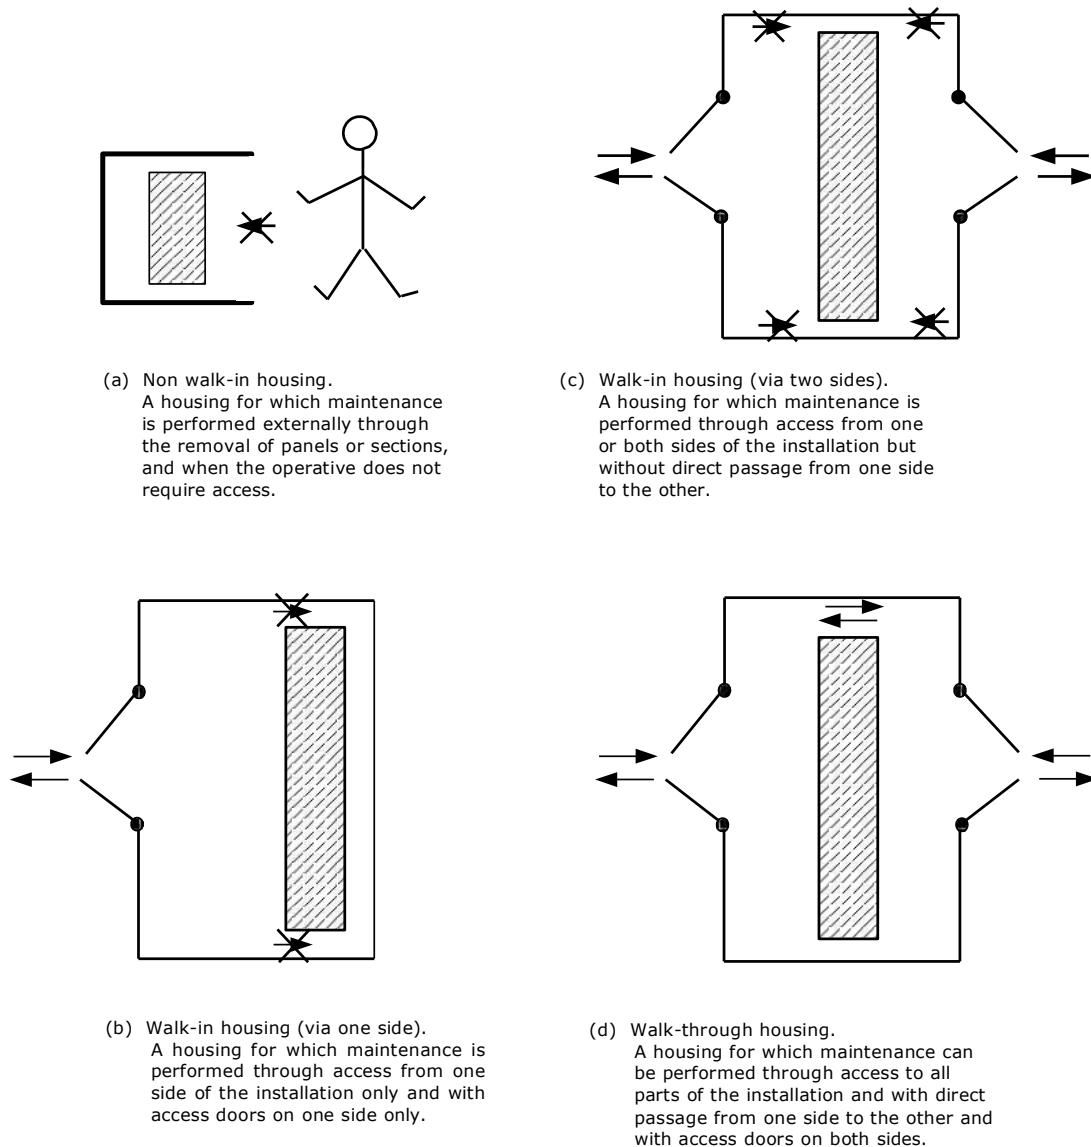 (a) Non walk-in housing.
A housing for which maintenance
is performed externally through
the removal of panels or sections,
and when the operative does not
require access.
(c) Walk-in housing (via two sides).
A housing for which maintenance is
performed through access from one
or both sides of the installation but
without direct passage from one side
to the other.
(b) Walk-in housing (via one side).
A housing for which maintenance is
performed through access from one
side of the installation only and with
access doors on one side only.
(d) Walk-through housing.
A housing for which maintenance can
be performed through access to all
parts of the installation and with direct
passage from one side to the other and
with access doors on both sides.